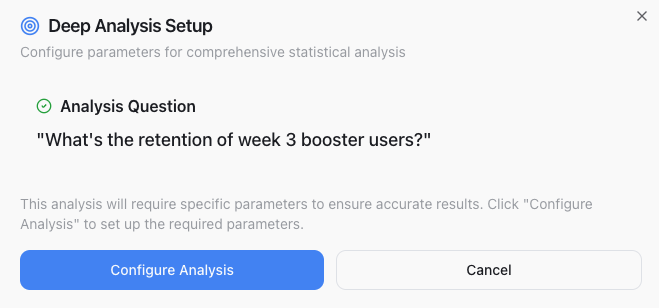 Deep Analysis Setup
Configure parameters for comprehensive statistical analysis
Analysis Question
"What's the retention of week 3 booster users?"
This analysis will require specific parameters to ensure accurate results. Click "Configure
Analysis" to set up the required parameters.
Configure Analysis
Cancel